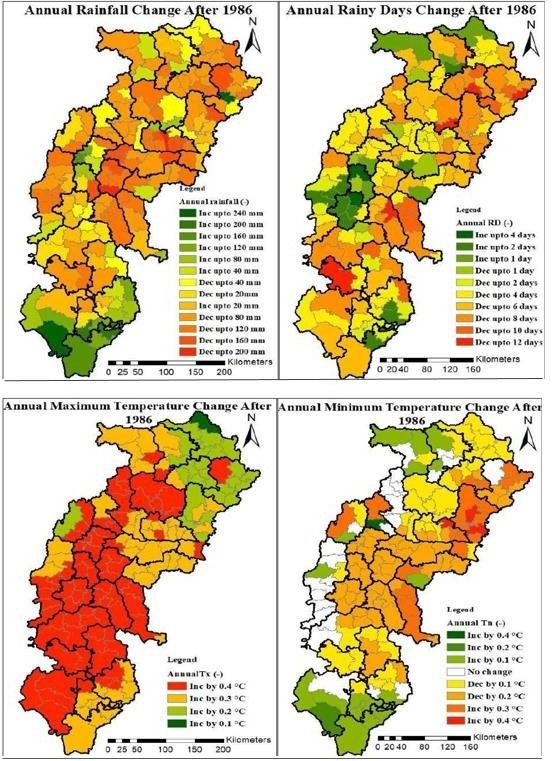 Annual Rainfall Change After 1986
N
Legend
Annual rainfall (-)
Inc upto 240 mm
Inc upto 200 mm
Inc upto 160 mm
Inc upto 120 mm
Inc upto 80 mm
Inc upto 40 mm
Dec upto 40 mm
Dec upto 20mm
Inc upto 20 mm
Dec upto 80 mm
Dec upto 120 mm
Dec upto 160 mm
Dec upto 200 mm
Kilometers
0 25 50 100 150 200
Annual Rainy Days Change After 1986
N
Legend
Annual RD (-)
Inc upto 4 days
Inc upto 2 days
Inc upto 1 day
Dec upto 1 day
Dec upto 2 days
Dec upto 4 days
Dec upto 6 days
Dec upto 8 days
Dec upto 10 days
Dec upto 12 days
Kilometers
0 20 40 80 120 160
Annual Maximum Temperature Change After
1986
N
Legend
Annual Tx (-)
Inc by 0.4 °C
Inc by 0.3 °C
Inc by 0.2 °C
Inc by 0.1 °C
Kilometers
0 25 50 100 150 200
Annual Minimum Temperature Change After
1986
N
Legend
Annual Tn (-)
Inc by 0.4 °C
Inc by 0.2 °C
Inc by 0.1 °C
No change
Dec by 0.1 °C
Dec by 0.2 °C
Inc by 0.3 °C
Inc by 0.4 °C
Kilometers
0 20 40 80 120 160